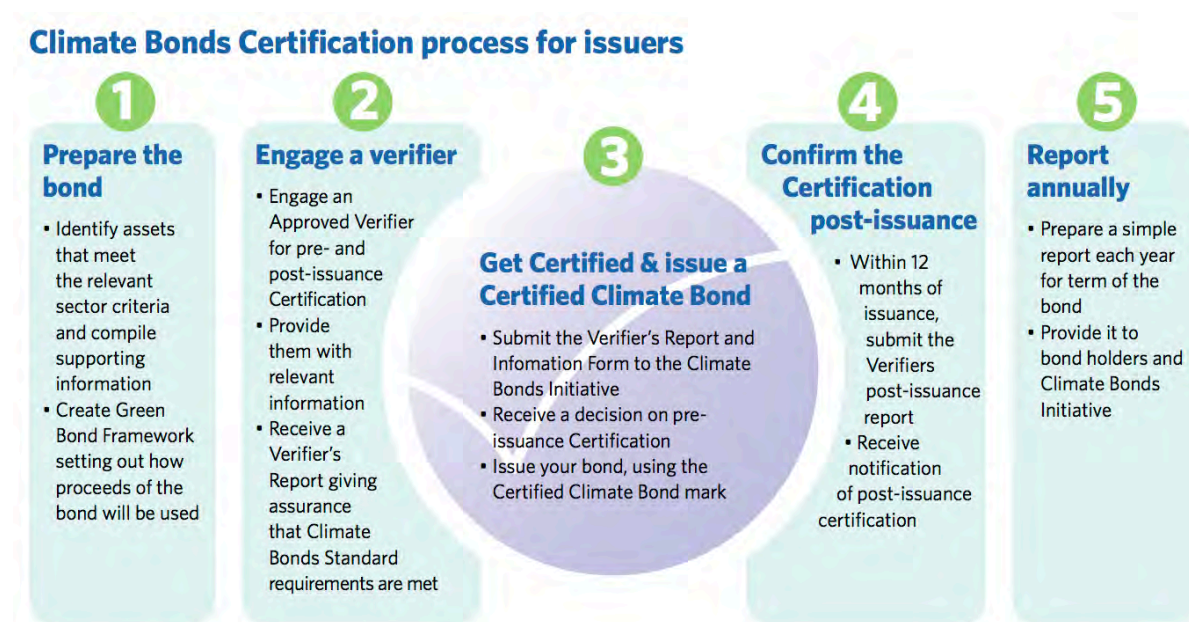 Climate Bonds Certification process for issuers
1
Prepare the
bond
▪ Identify assets
that meet
the relevant
sector criteria
and compile
supporting
information
▪ Create Green
Bond Framework
setting out how
proceeds of the
bond will be used
2
Engage a verifier
▪ Engage an
Approved Verifier
for pre- and
post-issuance
Certification
▪ Provide
them with
relevant
information
▪ Receive a
Verifier's
Report giving
assurance
that Climate
Bonds Standard
requirements are met
3
Get Certified & issue a
Certified Climate Bond
▪ Submit the Verifier's Report and
Infomation Form to the Climate
Bonds Initiative
▪ Receive a decision on pre-
issuance Certification
▪ Issue your bond, using the
Certified Climate Bond mark
4
Confirm the
Certification
post-issuance
▪ Within 12
months of
issuance,
submit the
Verifiers
post-issuance
report
▪ Receive
notification
of post-issuance
certification
5
Report
annually
▪ Prepare a simple
report each year
for term of the
bond
▪ Provide it to
bond holders and
Climate Bonds
Initiative